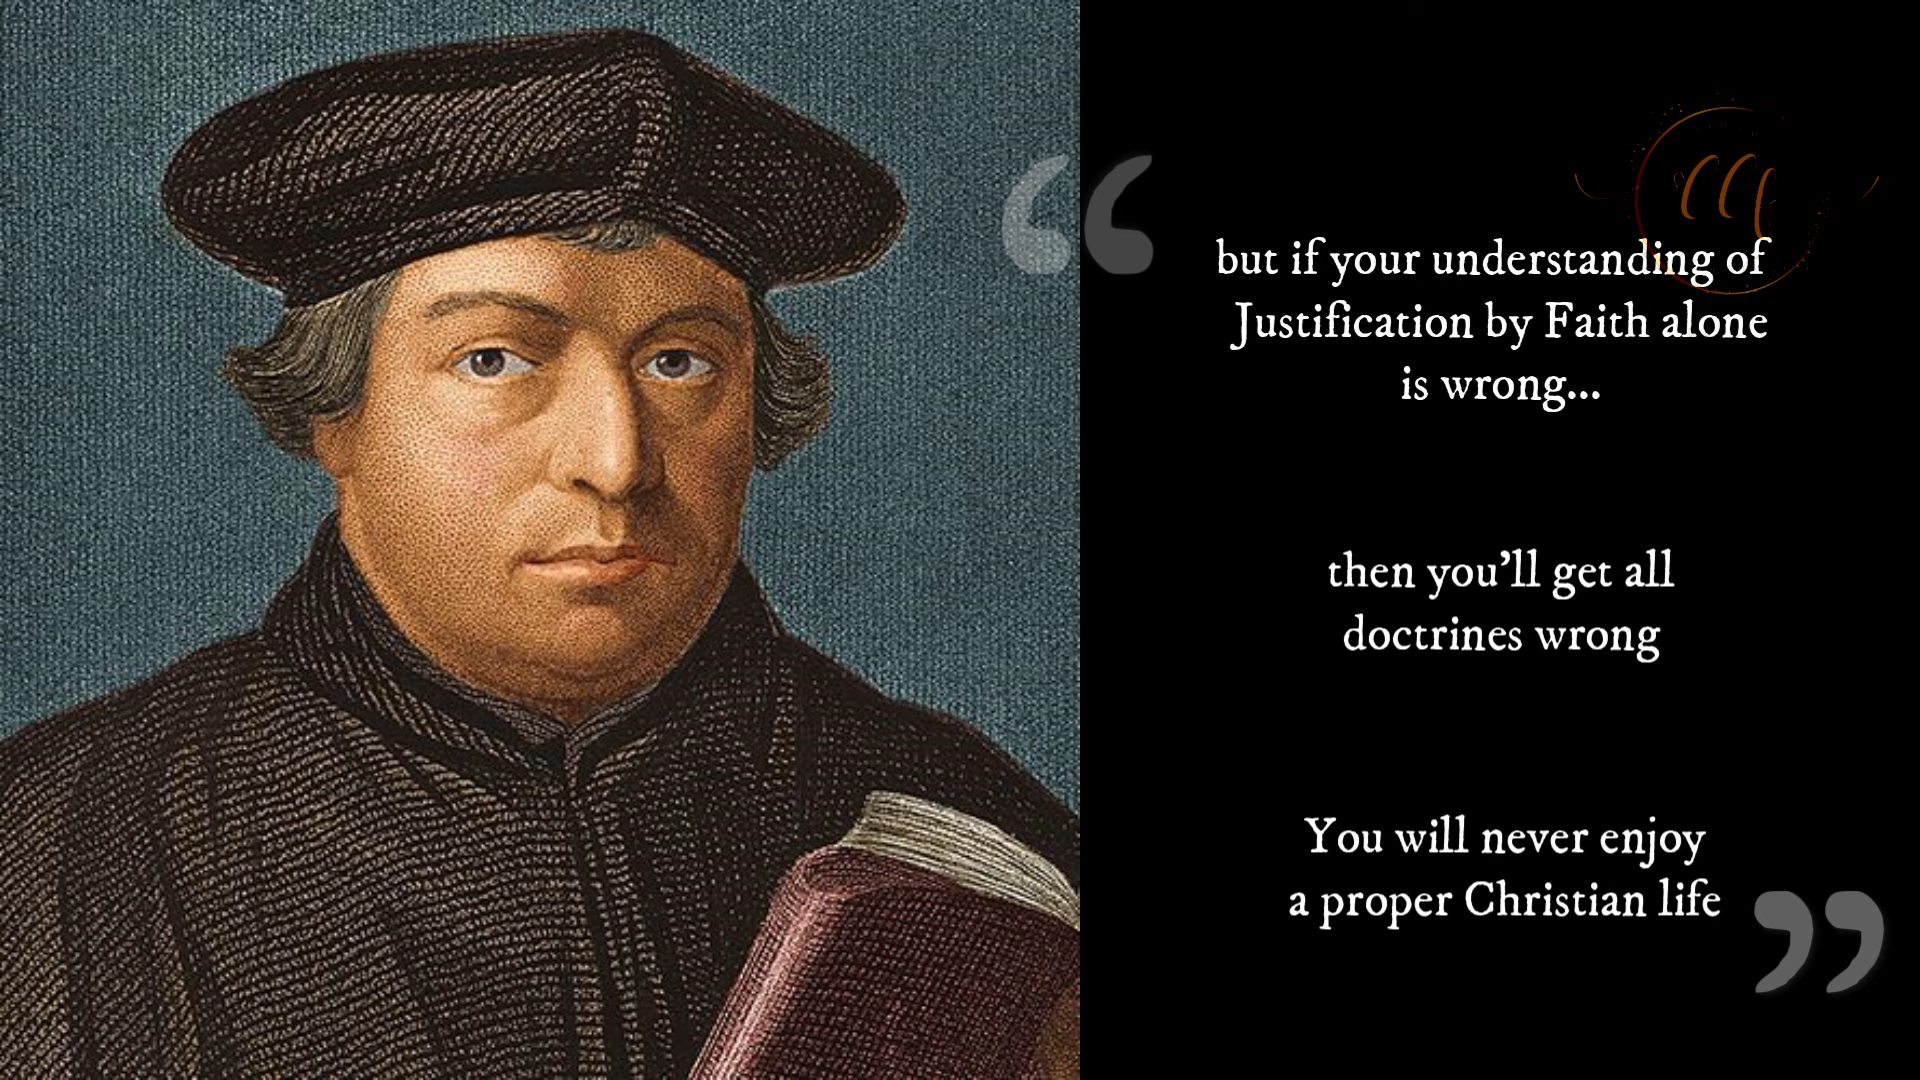 but if your understanding of
Justification by Faith alone
is wrong...
then you'll get all
doctrines wrong
You will never enjoy
a proper Christian life